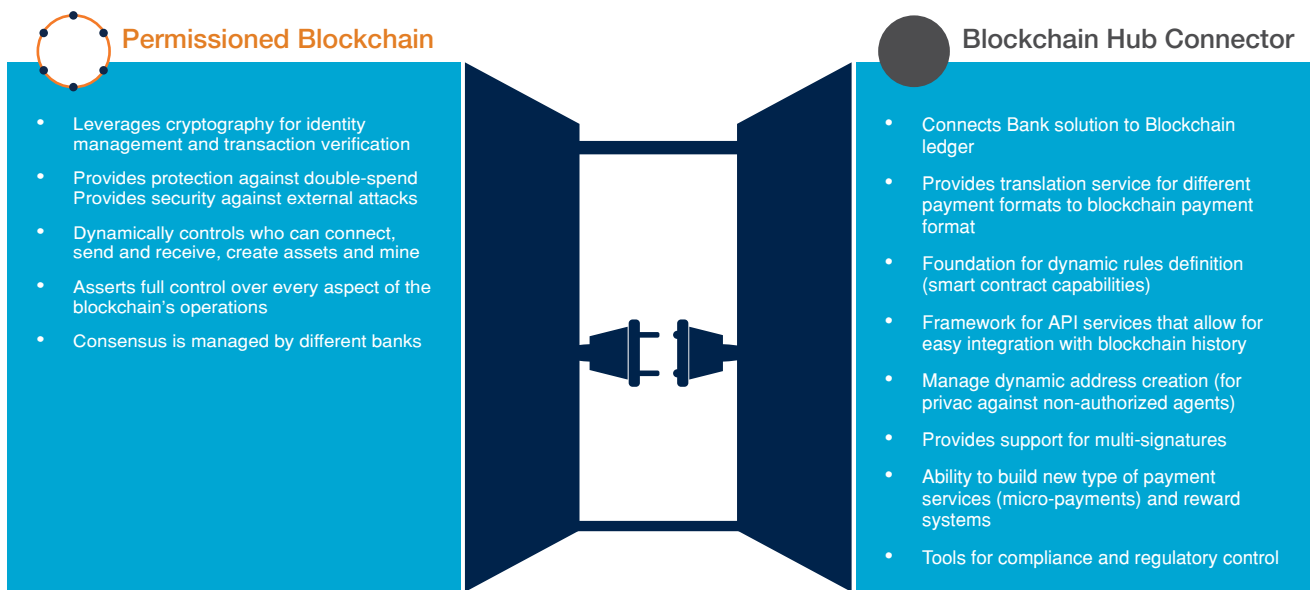 Permissioned Blockchain
• Leverages cryptography for identity
management and transaction verification
• Provides protection against double-spend
Provides security against external attacks
• Dynamically controls who can connect,
send and receive, create assets and mine
• Asserts full control over every aspect of the
blockchain's operations
• Consensus is managed by different banks
Blockchain Hub Connector
• Connects Bank solution to Blockchain
ledger
• Provides translation service for different
payment formats to blockchain payment
format
• Foundation for dynamic rules definition
(smart contract capabilities)
• Framework for API services that allow for
easy integration with blockchain history
• Manage dynamic address creation (for
privac against non-authorized agents)
• Provides support for multi-signatures
• Ability to build new type of payment
services (micro-payments) and reward
systems
• Tools for compliance and regulatory control